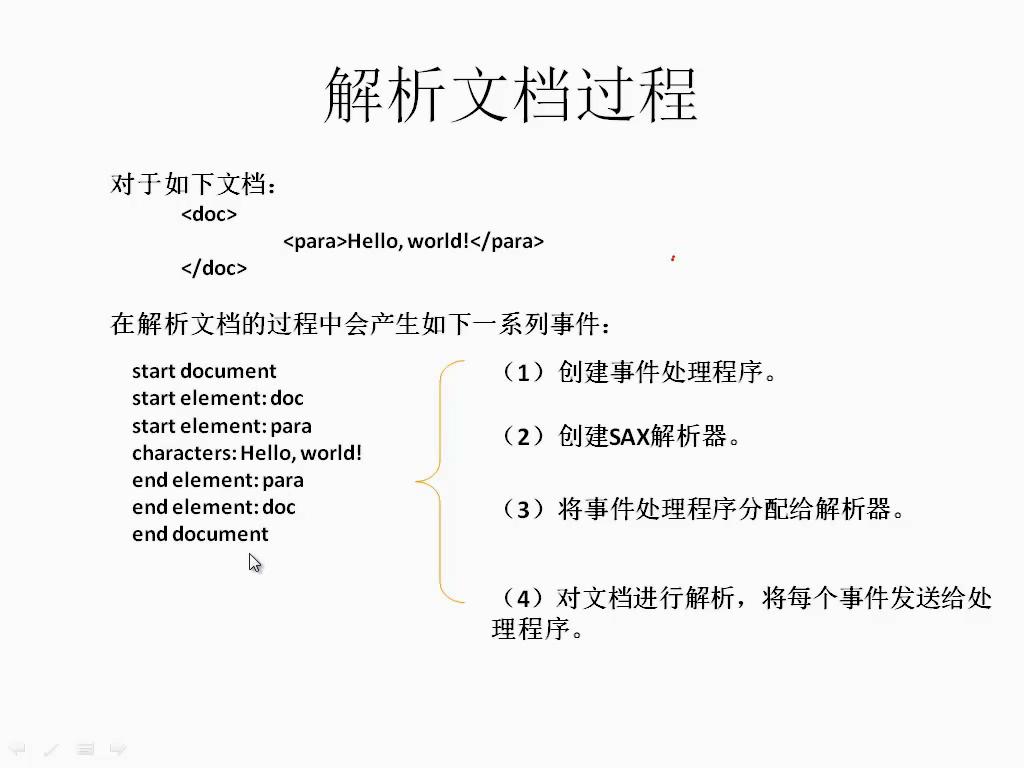 解析文档过程
对于如下文档：
<doc>
<para>Hello, world!</para>
</doc>
在解析文档的过程中会产生如下一系列事件：
start document
start element: doc
start element: para
characters: Hello, world!
end element: para
end element: doc
end document
（1）创建事件处理程序。
（2）创建SAX解析器。
（3）将事件处理程序分配给解析器。
（4）对文档进行解析，将每个事件发送给处
理程序。